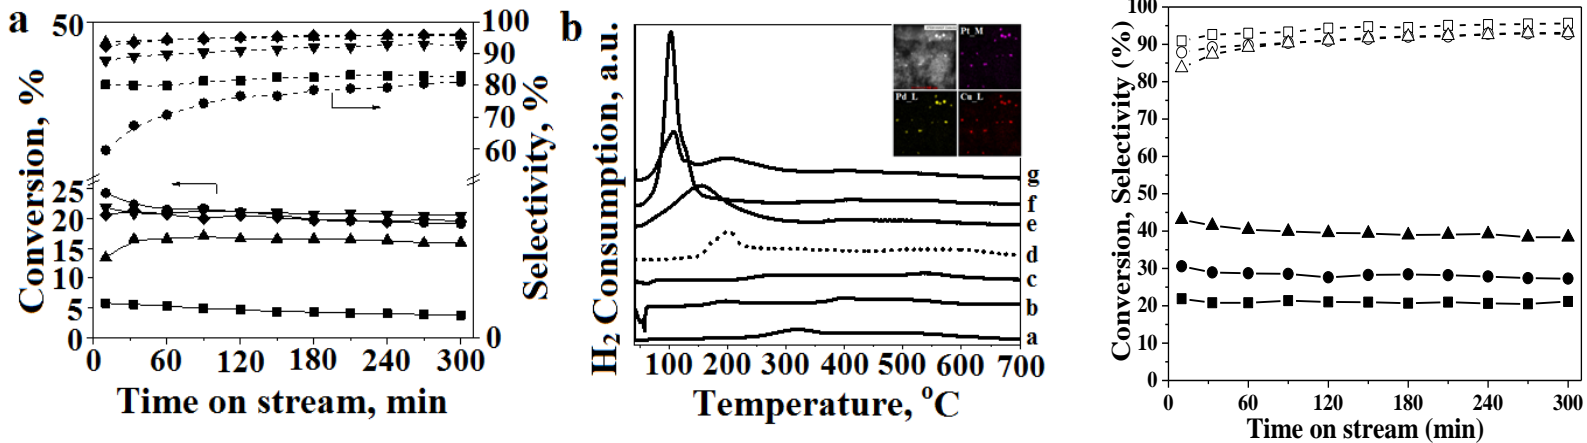 a
50
25
20
15
10
5
0
Conversion, %
100
90
80
70
60
0
Selectivity, %
0 60 120 180 240 300
Time on stream, min
b
H2 Consumption, a.u.
Pt_M
Pd_L
Cu_L
g
f
e
d
c
b
a
100 200 300 400 500 600 700
Temperature, °C
100
90
80
70
60
50
40
30
20
10
0
Conversion, Selectivity (%)
0 60 120 180 240 300
Time on stream (min)